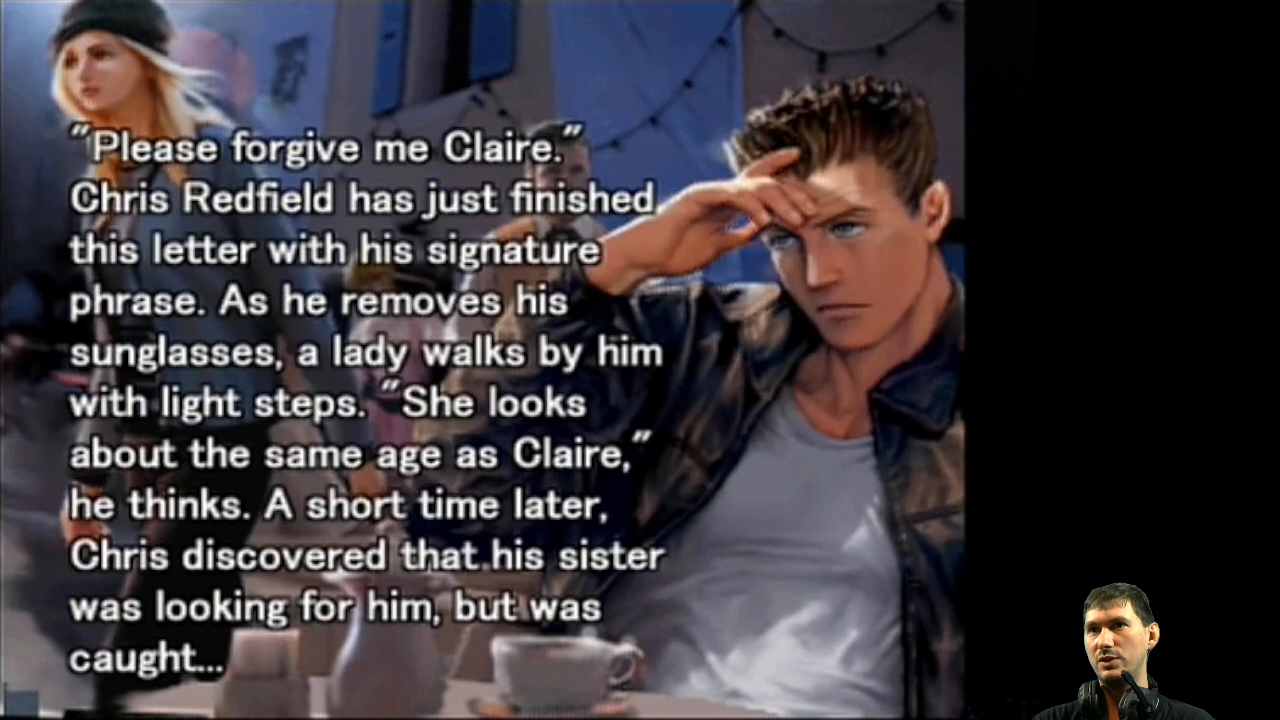 "Please forgive me Claire."
Chris Redfield has just finished
this letter with his signature
phrase. As he removes his
sunglasses, a lady walks by him
with light steps. "She looks
about the same age as Claire,"
he thinks. A short time later,
Chris discovered that his sister
was looking for him, but was
caught...